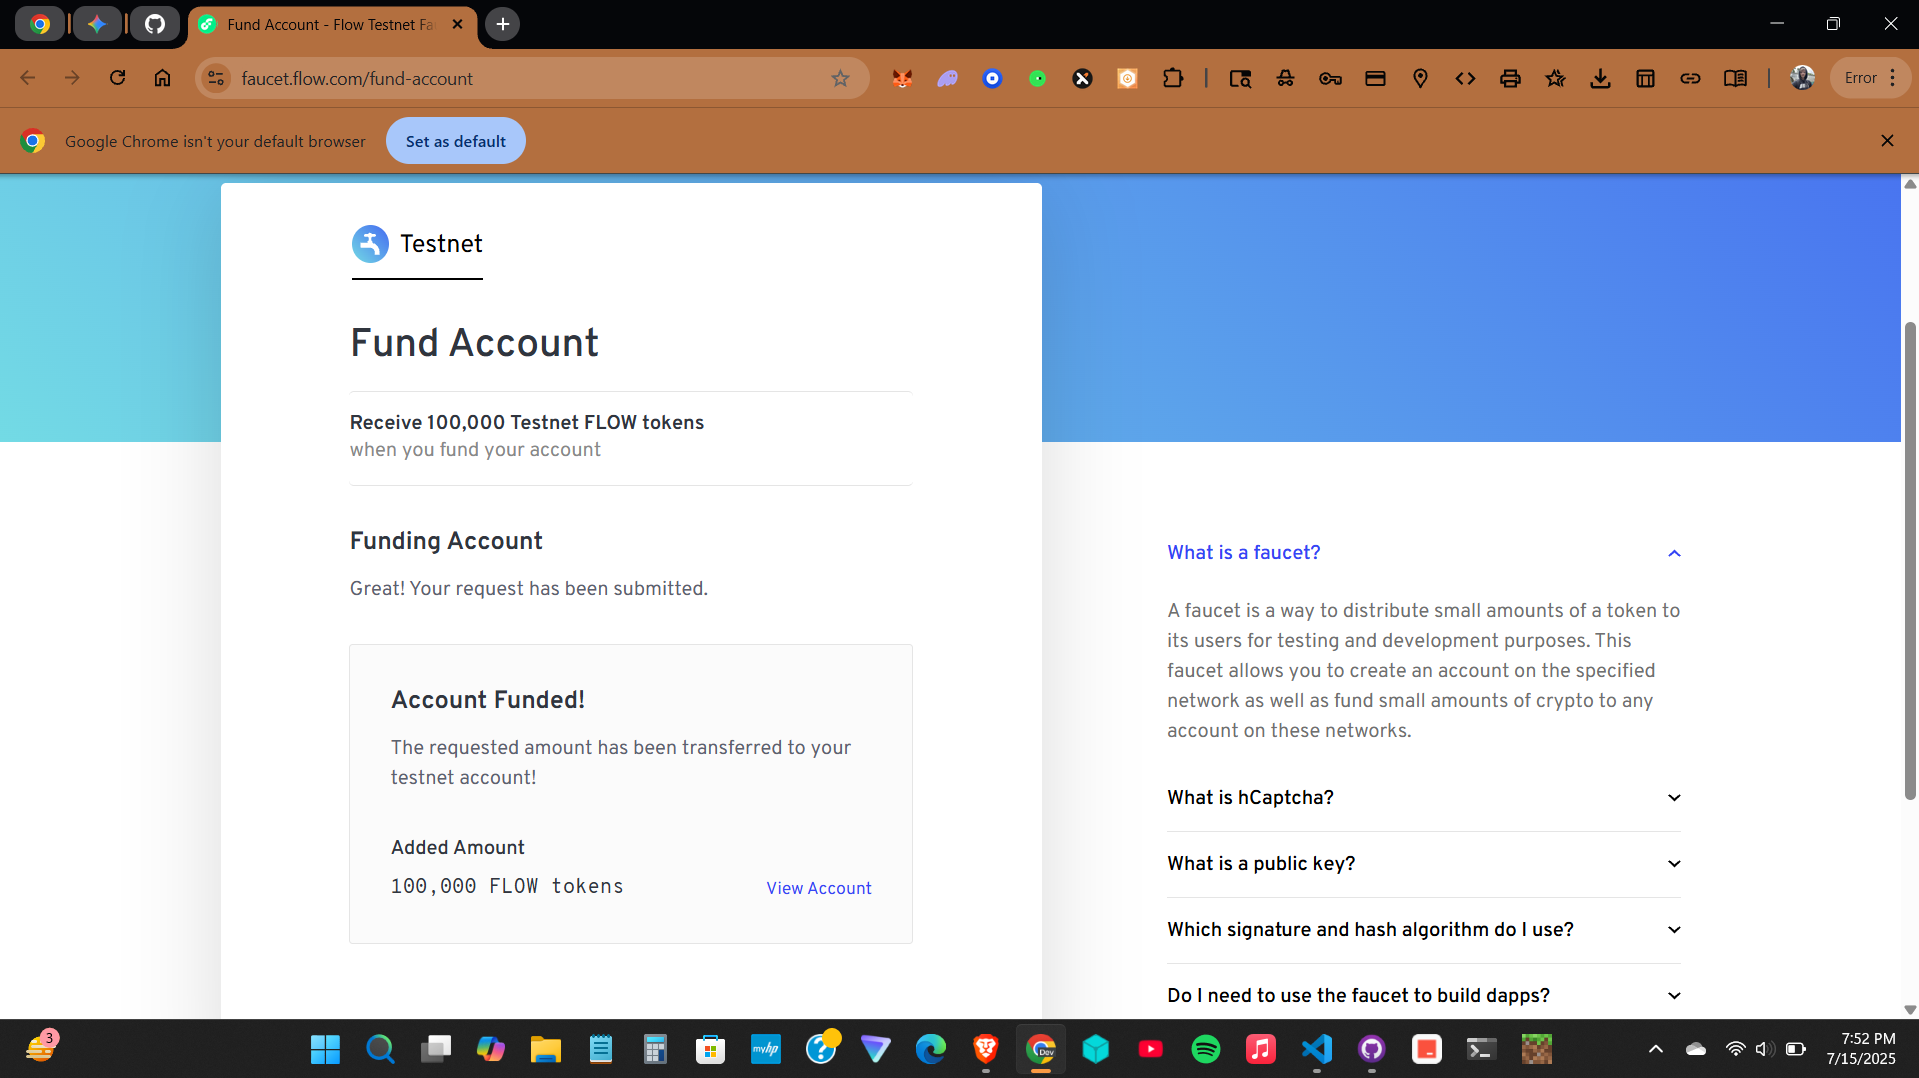 Fund Account - Flow Testnet Fa
faucet.flow.com/fund-account
Error
Google Chrome isn't your default browser
Set as default
Testnet
Fund Account
Receive 100,000 Testnet FLOW tokens
when you fund your account
Funding Account
Great! Your request has been submitted.
Account Funded!
The requested amount has been transferred to your
testnet account!
Added Amount
100,000 FLOW tokens
View Account
What is a faucet?
A faucet is a way to distribute small amounts of a token to
its users for testing and development purposes. This
faucet allows you to create an account on the specified
network as well as fund small amounts of crypto to any
account on these networks.
What is hCaptcha?
What is a public key?
Which signature and hash algorithm do I use?
Do I need to use the faucet to build dapps?
3
myhp
Dev
7:52 PM
7/15/2025